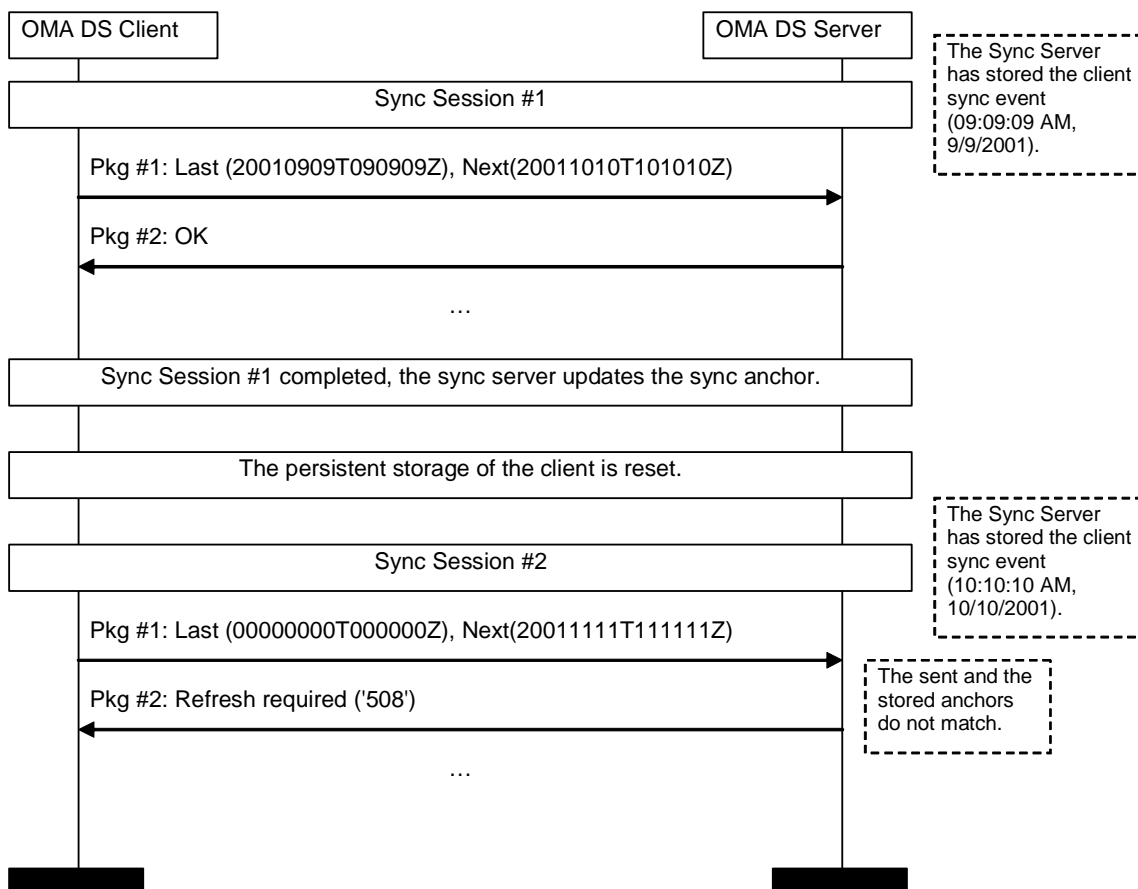 OMA DS Client
OMA DS Server
The Sync Server
has stored the client
sync event
(09:09:09 AM,
9/9/2001).
Sync Session #1
Pkg #1: Last (20010909T090909Z), Next(20011010T101010Z)
Pkg #2: OK
…
Sync Session #1 completed, the sync server updates the sync anchor.
The persistent storage of the client is reset.
The Sync Server
has stored the client
sync event
(10:10:10 AM,
10/10/2001).
Sync Session #2
Pkg #1: Last (00000000T000000Z), Next(20011111T111111Z)
The sent and the
stored anchors
do not match.
Pkg #2: Refresh required ('508')
…